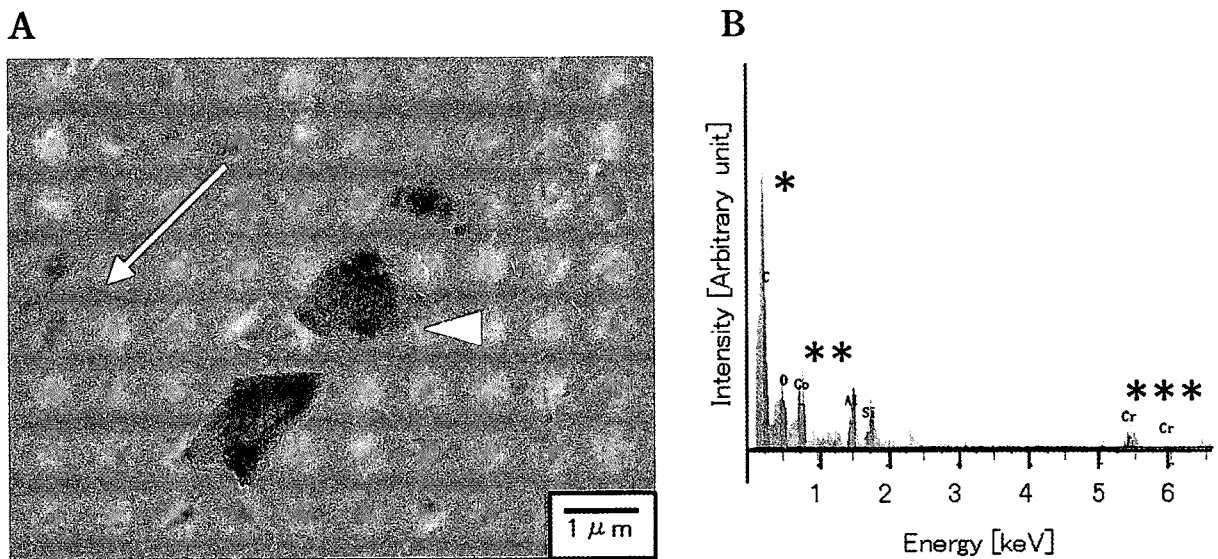 A
1 μm
B
Intensity [Arbitrary unit]
*
C
O
Co
**
Al
Si
***
Cr
Cr
1 2 3 4 5 6
Energy [keV]